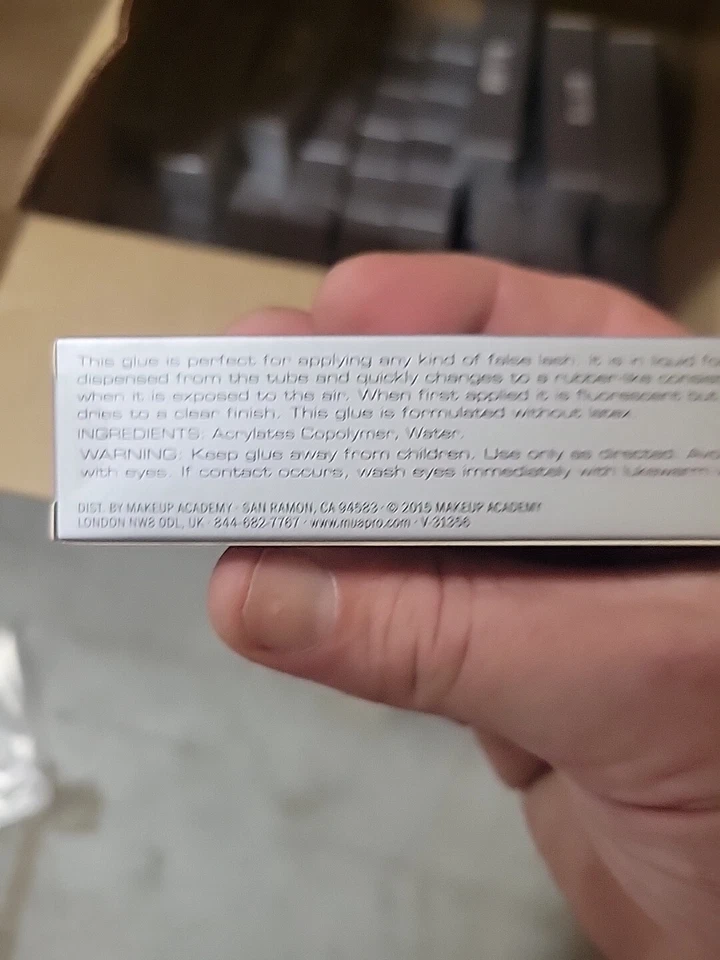 This glue is perfect for applying any kind of false lash. It is in liquid
dispensed from the tube and quickly changes to a rubber-like
when it is exposed to the air. When first applied it is fluorescent but
dries to a clear finish. This glue is formulated without latex.
INGREDIENTS: Acrylates Copolymer, Water.
WARNING: Keep glue away from children. Use only as directed.
with eyes. If contact occurs, wash eyes immediately with lukewarm
DIST. BY MAKEUP ACADEMY · SAN RAMON, CA 94583 · © 2015 MAKEUP ACADEMY
LONDON NW8 0DL, UK · 844-682-7767 · www.muapro.com · V-31356